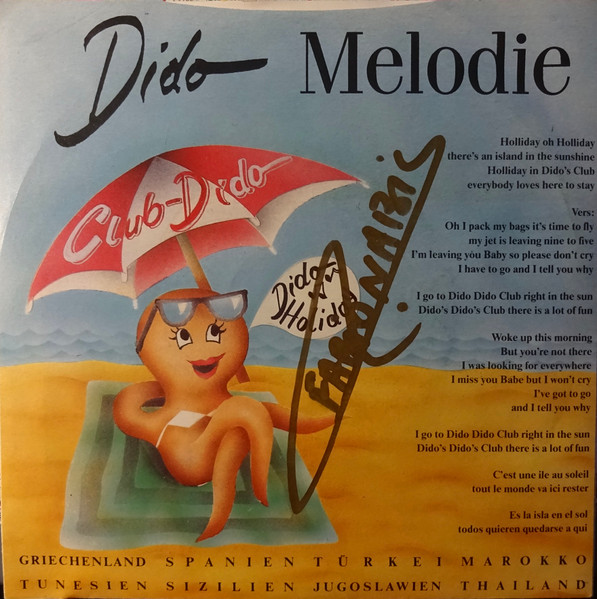 Dido Melodie
Club-Dido
Dido
in
Holiday
Holliday oh Holliday
there's an island in the sunshine
Holliday in Dido's Club
everybody loves here to stay
Vers:
Oh I pack my bags it's time to fly
my jet is leaving nine to five
I'm leaving you Baby so please don't cry
I have to go and I tell you why
I go to Dido Dido Club right in the sun
Dido's Dido's Club there is a lot of fun
Woke up this morning
But you're not there
I was looking for everywhere
I miss you Babe but I won't cry
I've got to go
and I tell you why
I go to Dido Dido Club right in the sun
Dido's Dido's Club there is a lot of fun
C'est une ile au soleil
tout le monde va ici rester
Es la isla en el sol
todos quieren quedarse a qui
GRIECHENLAND SPANIEN TÜRKEI MAROKKO
TUNESIEN SIZILIEN JUGOSLAWIEN THAILAND